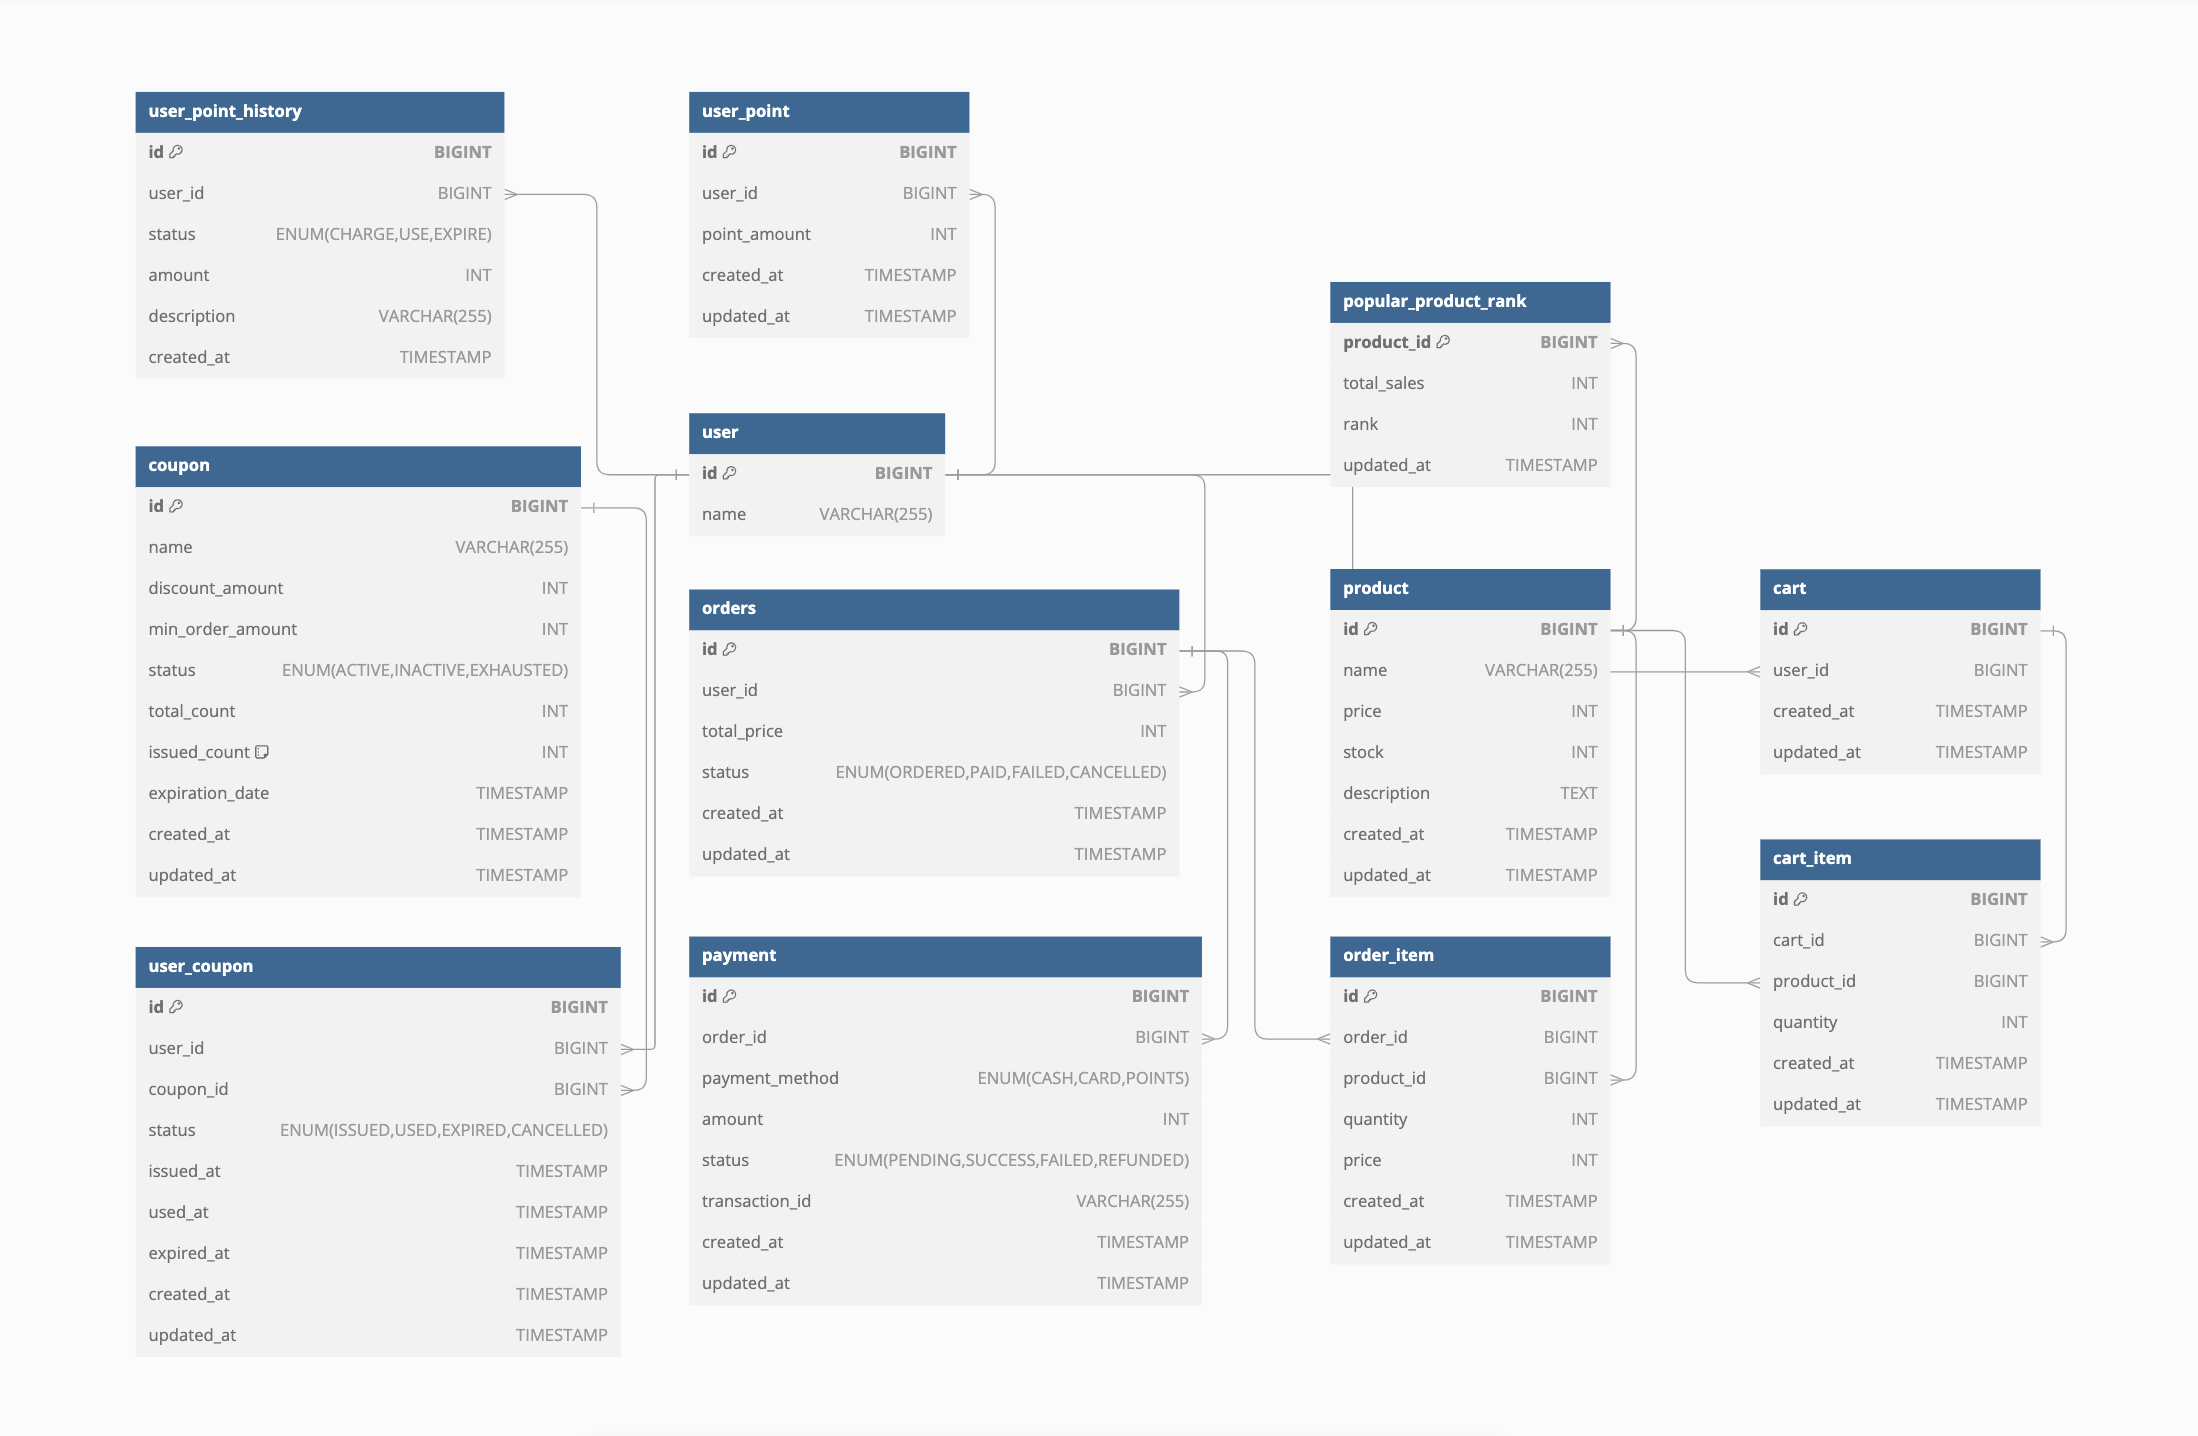 user_point_history
id BIGINT
user_id BIGINT
status ENUM(CHARGE,USE,EXPIRE)
amount INT
description VARCHAR(255)
created_at TIMESTAMP
user_point
id BIGINT
user_id BIGINT
point_amount INT
created_at TIMESTAMP
updated_at TIMESTAMP
popular_product_rank
product_id BIGINT
total_sales INT
rank INT
updated_at TIMESTAMP
user
id BIGINT
name VARCHAR(255)
coupon
id BIGINT
name VARCHAR(255)
discount_amount INT
min_order_amount INT
status ENUM(ACTIVE,INACTIVE,EXHAUSTED)
total_count INT
issued_count INT
expiration_date TIMESTAMP
created_at TIMESTAMP
updated_at TIMESTAMP
orders
id BIGINT
user_id BIGINT
total_price INT
status ENUM(ORDERED,PAID,FAILED,CANCELLED)
created_at TIMESTAMP
updated_at TIMESTAMP
product
id BIGINT
name VARCHAR(255)
price INT
stock INT
description TEXT
created_at TIMESTAMP
updated_at TIMESTAMP
cart
id BIGINT
user_id BIGINT
created_at TIMESTAMP
updated_at TIMESTAMP
cart_item
id BIGINT
cart_id BIGINT
product_id BIGINT
quantity INT
created_at TIMESTAMP
updated_at TIMESTAMP
user_coupon
id BIGINT
user_id BIGINT
coupon_id BIGINT
status ENUM(ISSUED,USED,EXPIRED,CANCELLED)
issued_at TIMESTAMP
used_at TIMESTAMP
expired_at TIMESTAMP
created_at TIMESTAMP
updated_at TIMESTAMP
payment
id BIGINT
order_id BIGINT
payment_method ENUM(CASH,CARD,POINTS)
amount INT
status ENUM(PENDING,SUCCESS,FAILED,REFUNDED)
transaction_id VARCHAR(255)
created_at TIMESTAMP
updated_at TIMESTAMP
order_item
id BIGINT
order_id BIGINT
product_id BIGINT
quantity INT
price INT
created_at TIMESTAMP
updated_at TIMESTAMP